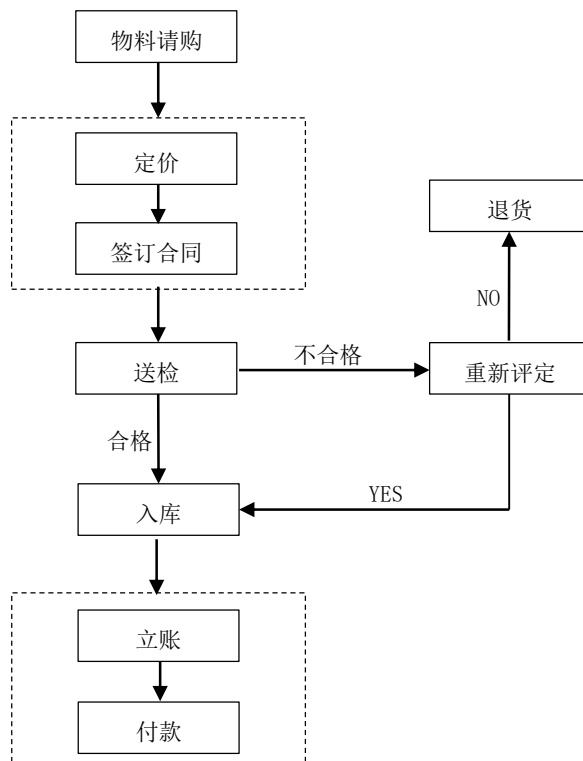 物料请购
定价
签订合同
退货
NO
送检
不合格
重新评定
合格
YES
入库
立账
付款